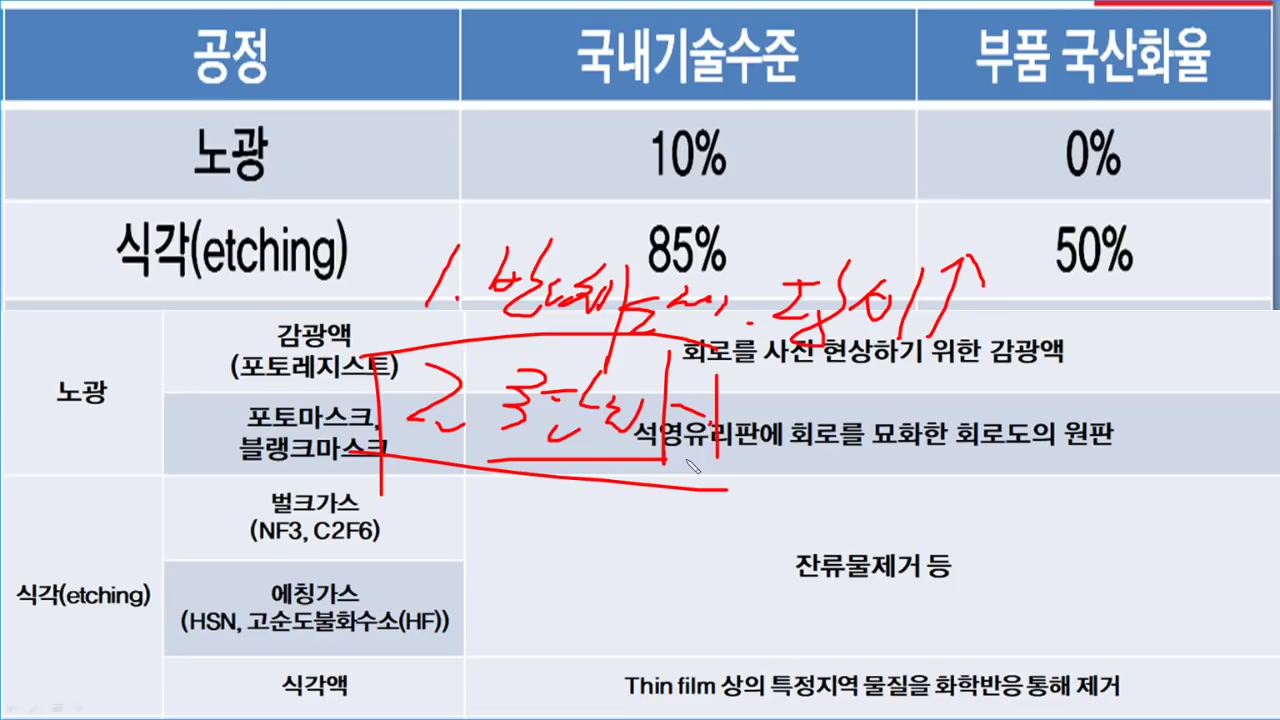 공정 국내기술수준 부품 국산화율
노광 10% 0%
식각(etching) 85% 50%
1. 반도체 소재. 장비 ↑
노광
감광액
(포토레지스트)
회로를 사전 현상하기 위한 감광액
2.
포토마스크,
블랭크마스크
석영유리판에 회로를 묘화한 회로도의 원판
식각(etching)
벌크가스
(NF3, C2F6)
잔류물제거 등
에칭가스
(HSN, 고순도불화수소(HF))
식각액
Thin film 상의 특정지역 물질을 화학반응통해 제거